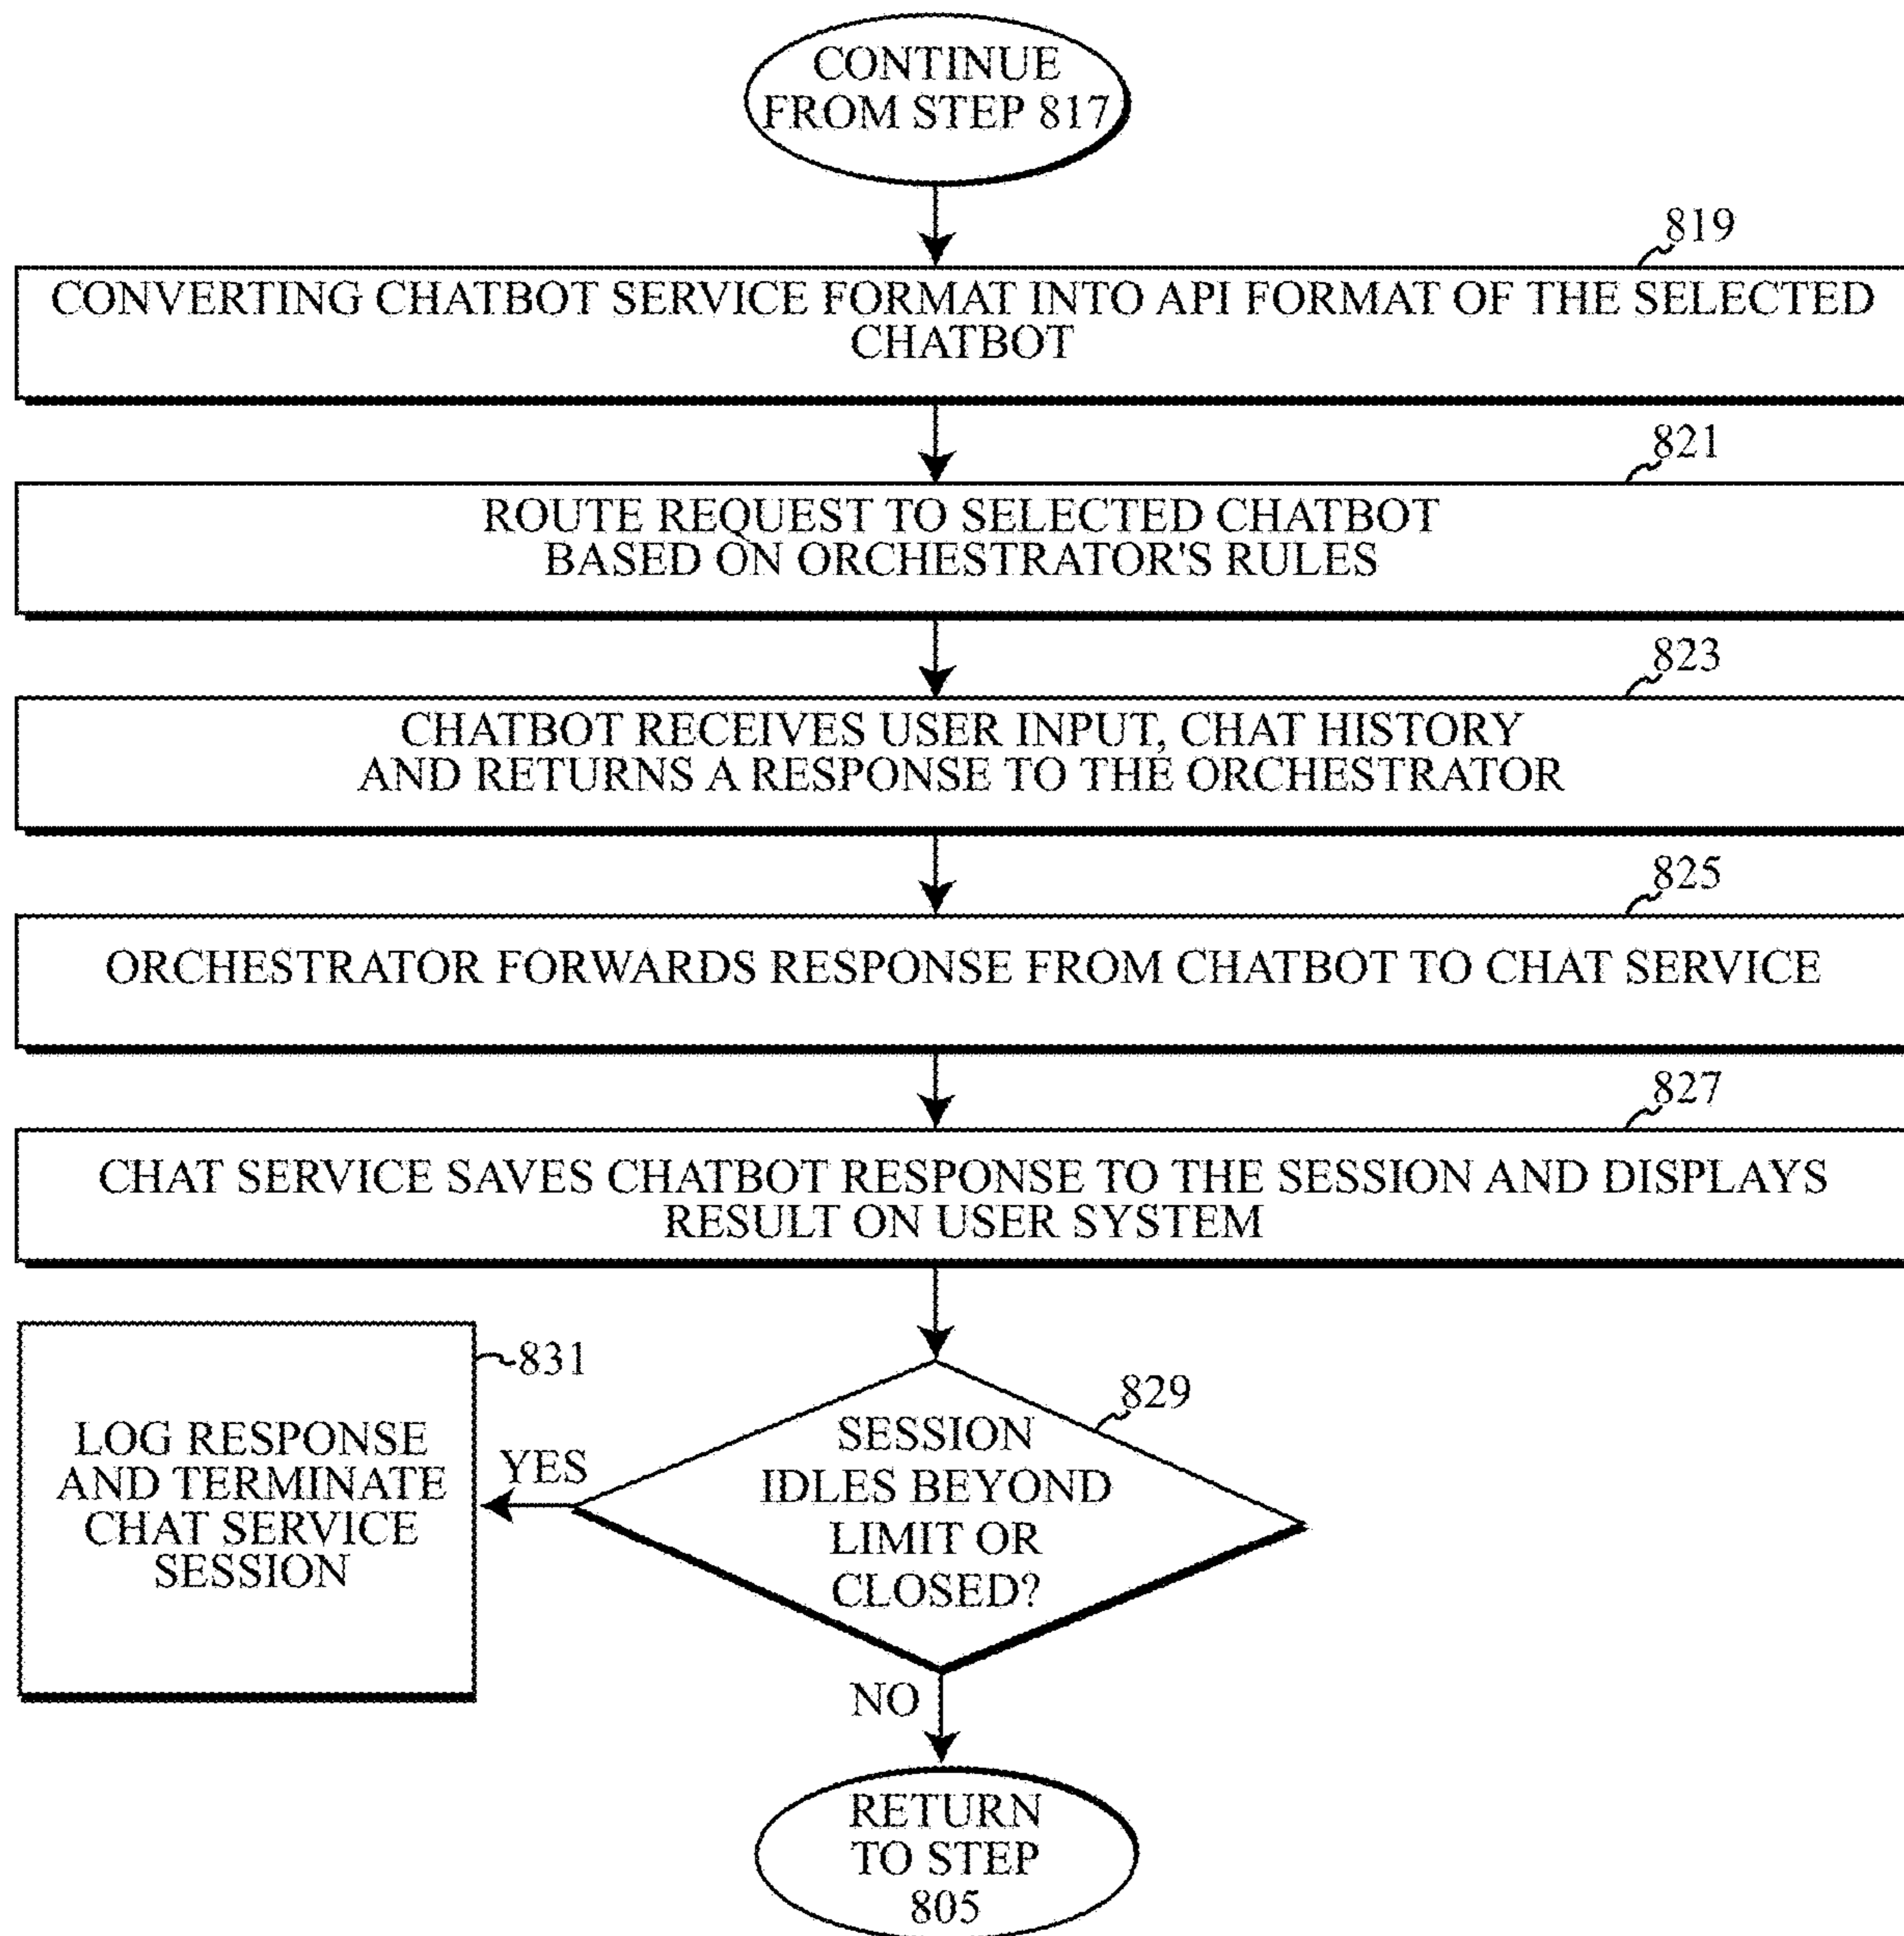 CONTINUE
FROM STEP 817
819
CONVERTING CHATBOT SERVICE FORMAT INTO API FORMAT OF THE SELECTED
CHATBOT
821
ROUTE REQUEST TO SELECTED CHATBOT
BASED ON ORCHESTRATOR'S RULES
823
CHATBOT RECEIVES USER INPUT, CHAT HISTORY
AND RETURNS A RESPONSE TO THE ORCHESTRATOR
825
ORCHESTRATOR FORWARDS RESPONSE FROM CHATBOT TO CHAT SERVICE
827
CHAT SERVICE SAVES CHATBOT RESPONSE TO THE SESSION AND DISPLAYS
RESULT ON USER SYSTEM
831
LOG RESPONSE
AND TERMINATE
CHAT SERVICE
SESSION
YES
829
SESSION
IDLES BEYOND
LIMIT OR
CLOSED?
NO
RETURN
TO STEP
805